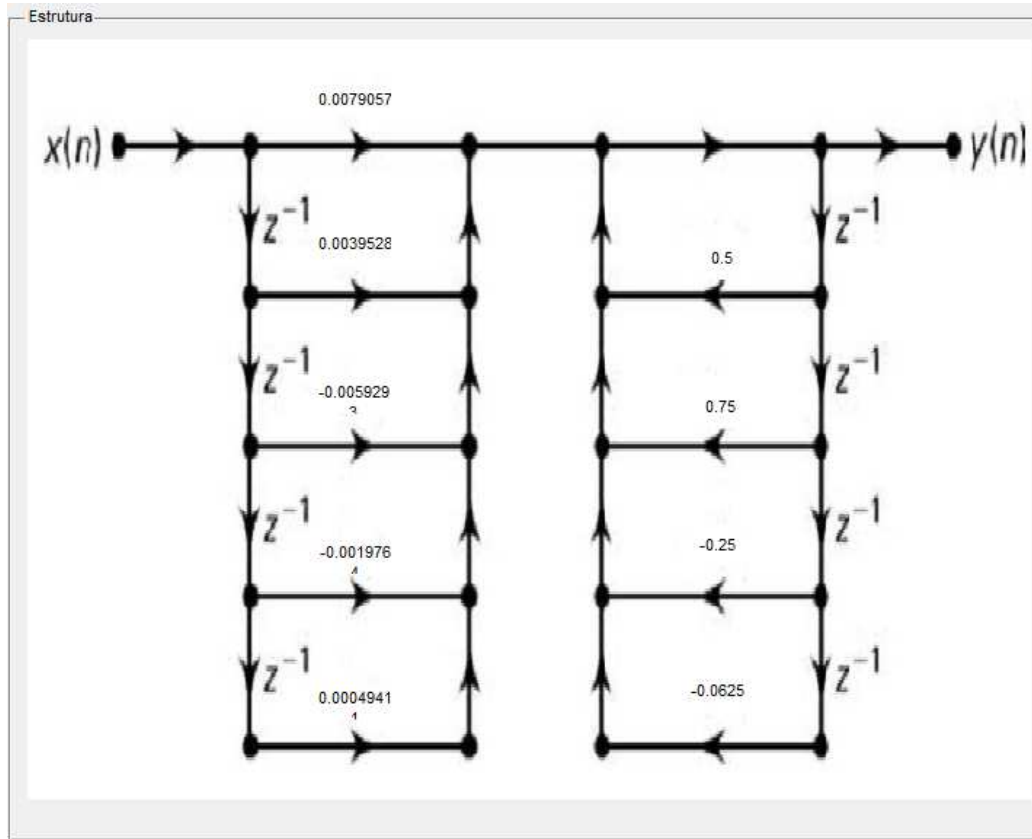 Estrutura
0.0079057
x(n)
y(n)
z⁻¹
z⁻¹
0.0039528
0.5
z⁻¹
z⁻¹
-0.005929
3
0.75
z⁻¹
z⁻¹
-0.001976
4
-0.25
z⁻¹
z⁻¹
0.0004941
1
-0.0625